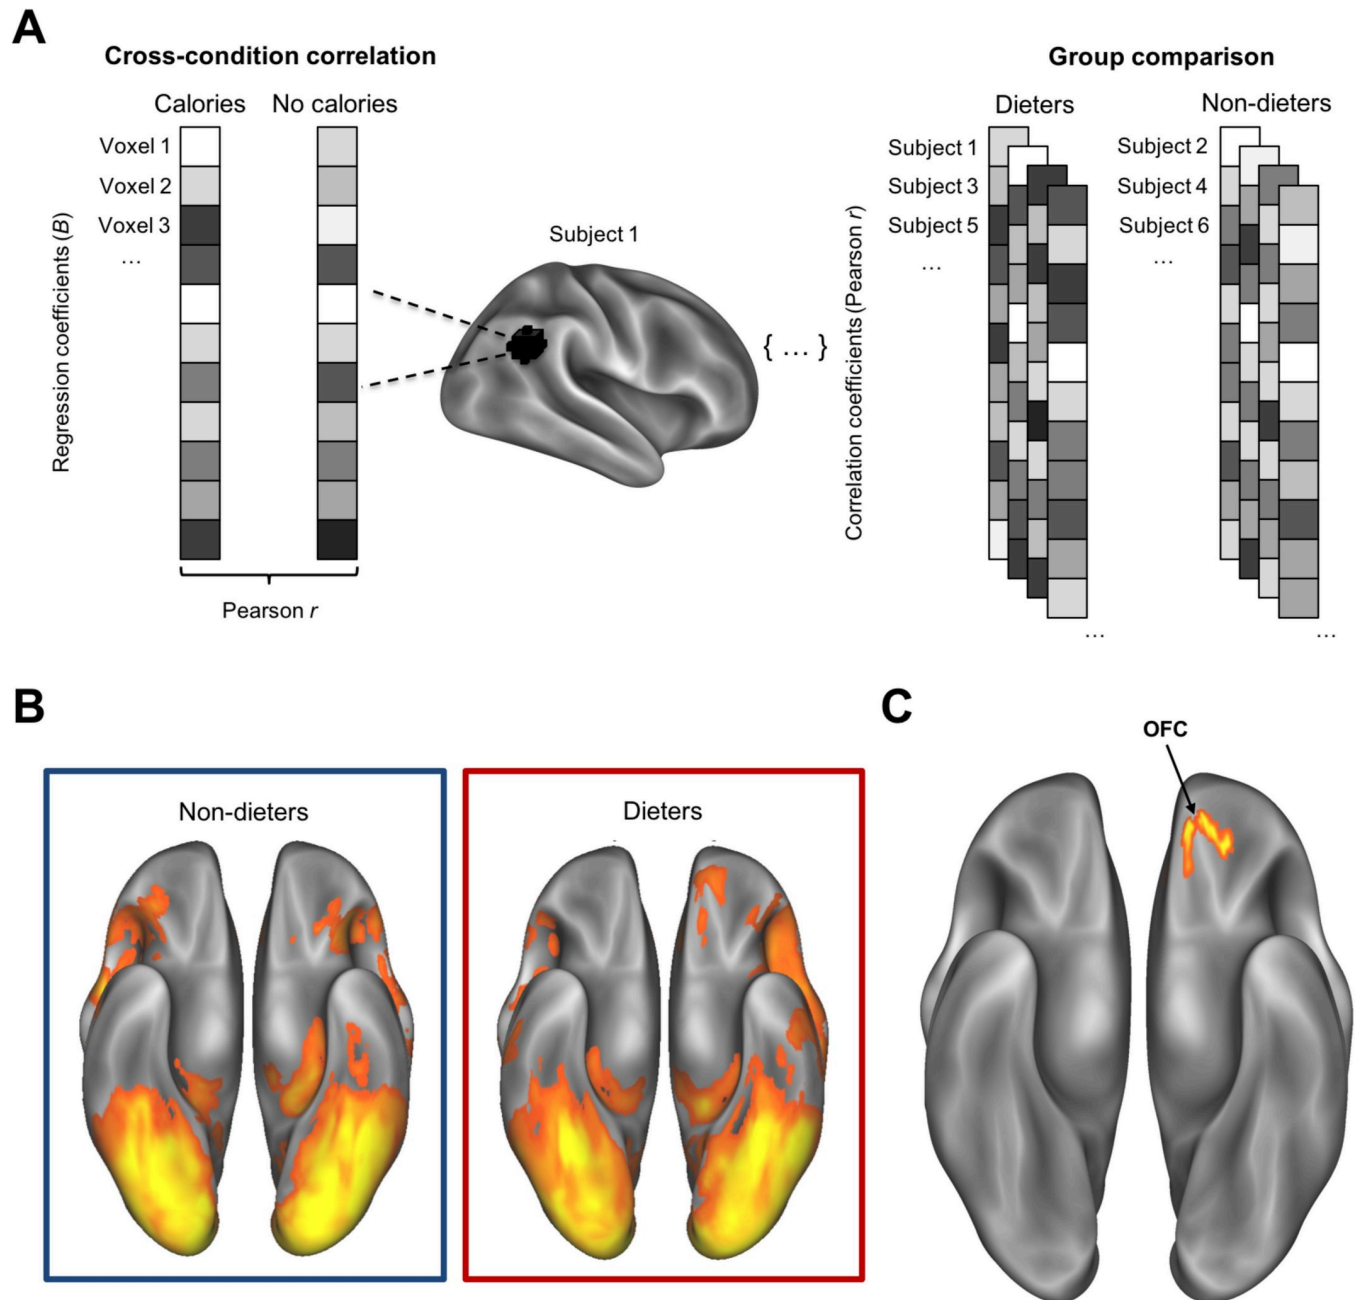 A
Cross-condition correlation
Calories No calories
Voxel 1
Voxel 2
Voxel 3
...
Regression coefficients (B)
Pearson r
Subject 1
{ ... }
Group comparison
Dieters Non-dieters
Subject 1
Subject 3
Subject 5
...
Subject 2
Subject 4
Subject 6
...
Correlation coefficients (Pearson r)
...
...
B
Non-dieters
Dieters
C
OFC